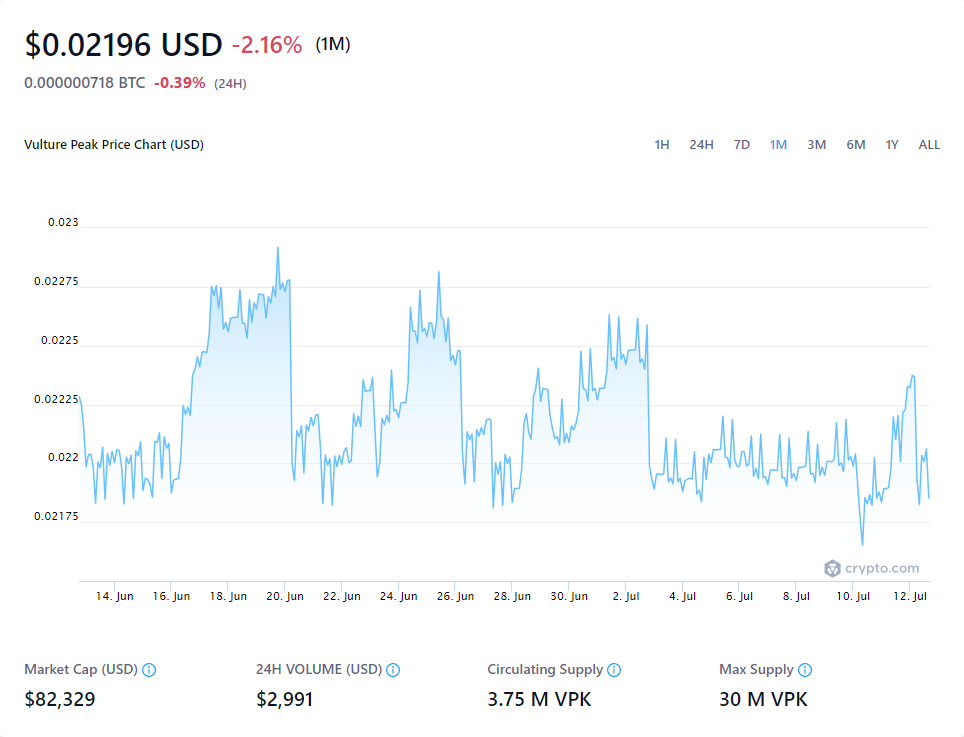 $0.02196 USD -2.16% (1M)
0.000000718 BTC -0.39% (24H)
Vulture Peak Price Chart (USD) 1H 24H 7D 1M 3M 6M 1Y ALL
0.023
0.02275
0.0225
0.02225
0.022
0.02175
crypto.com
14. Jun 16. Jun 18. Jun 20. Jun 22. Jun 24. Jun 26. Jun 28. Jun 30. Jun 2. Jul 4. Jul 6. Jul 8. Jul 10. Jul 12. Jul
Market Cap (USD) 24H VOLUME (USD) Circulating Supply Max Supply
$82,329 $2,991 3.75 M VPK 30 M VPK